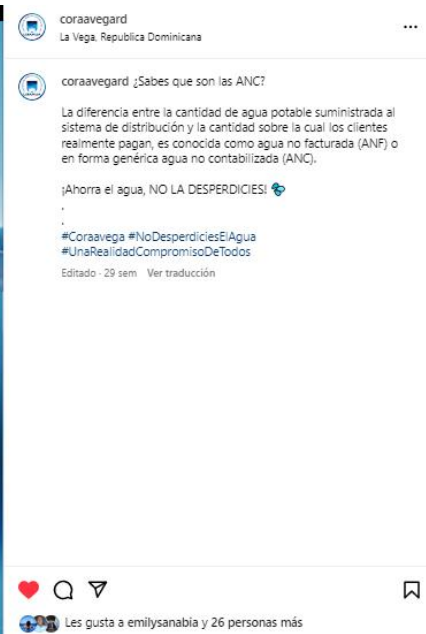 coraavegard
La Vega, Republica Dominicana
coraavegard ¿Sabes que son las ANC?
La diferencia entre la cantidad de agua potable suministrada al
sistema de distribución y la cantidad sobre la cual los clientes
realmente pagan, es conocida como agua no facturada (ANF) o
en forma genérica agua no contabilizada (ANC).
¡Ahorra el agua, NO LA DESPERDICIES!
.
.
#Coraavega #NoDesperdiciesElAgua
#UnaRealidadCompromisoDeTodos
Editado · 29 sem Ver traducción
Les gusta a emilysanabia y 26 personas más